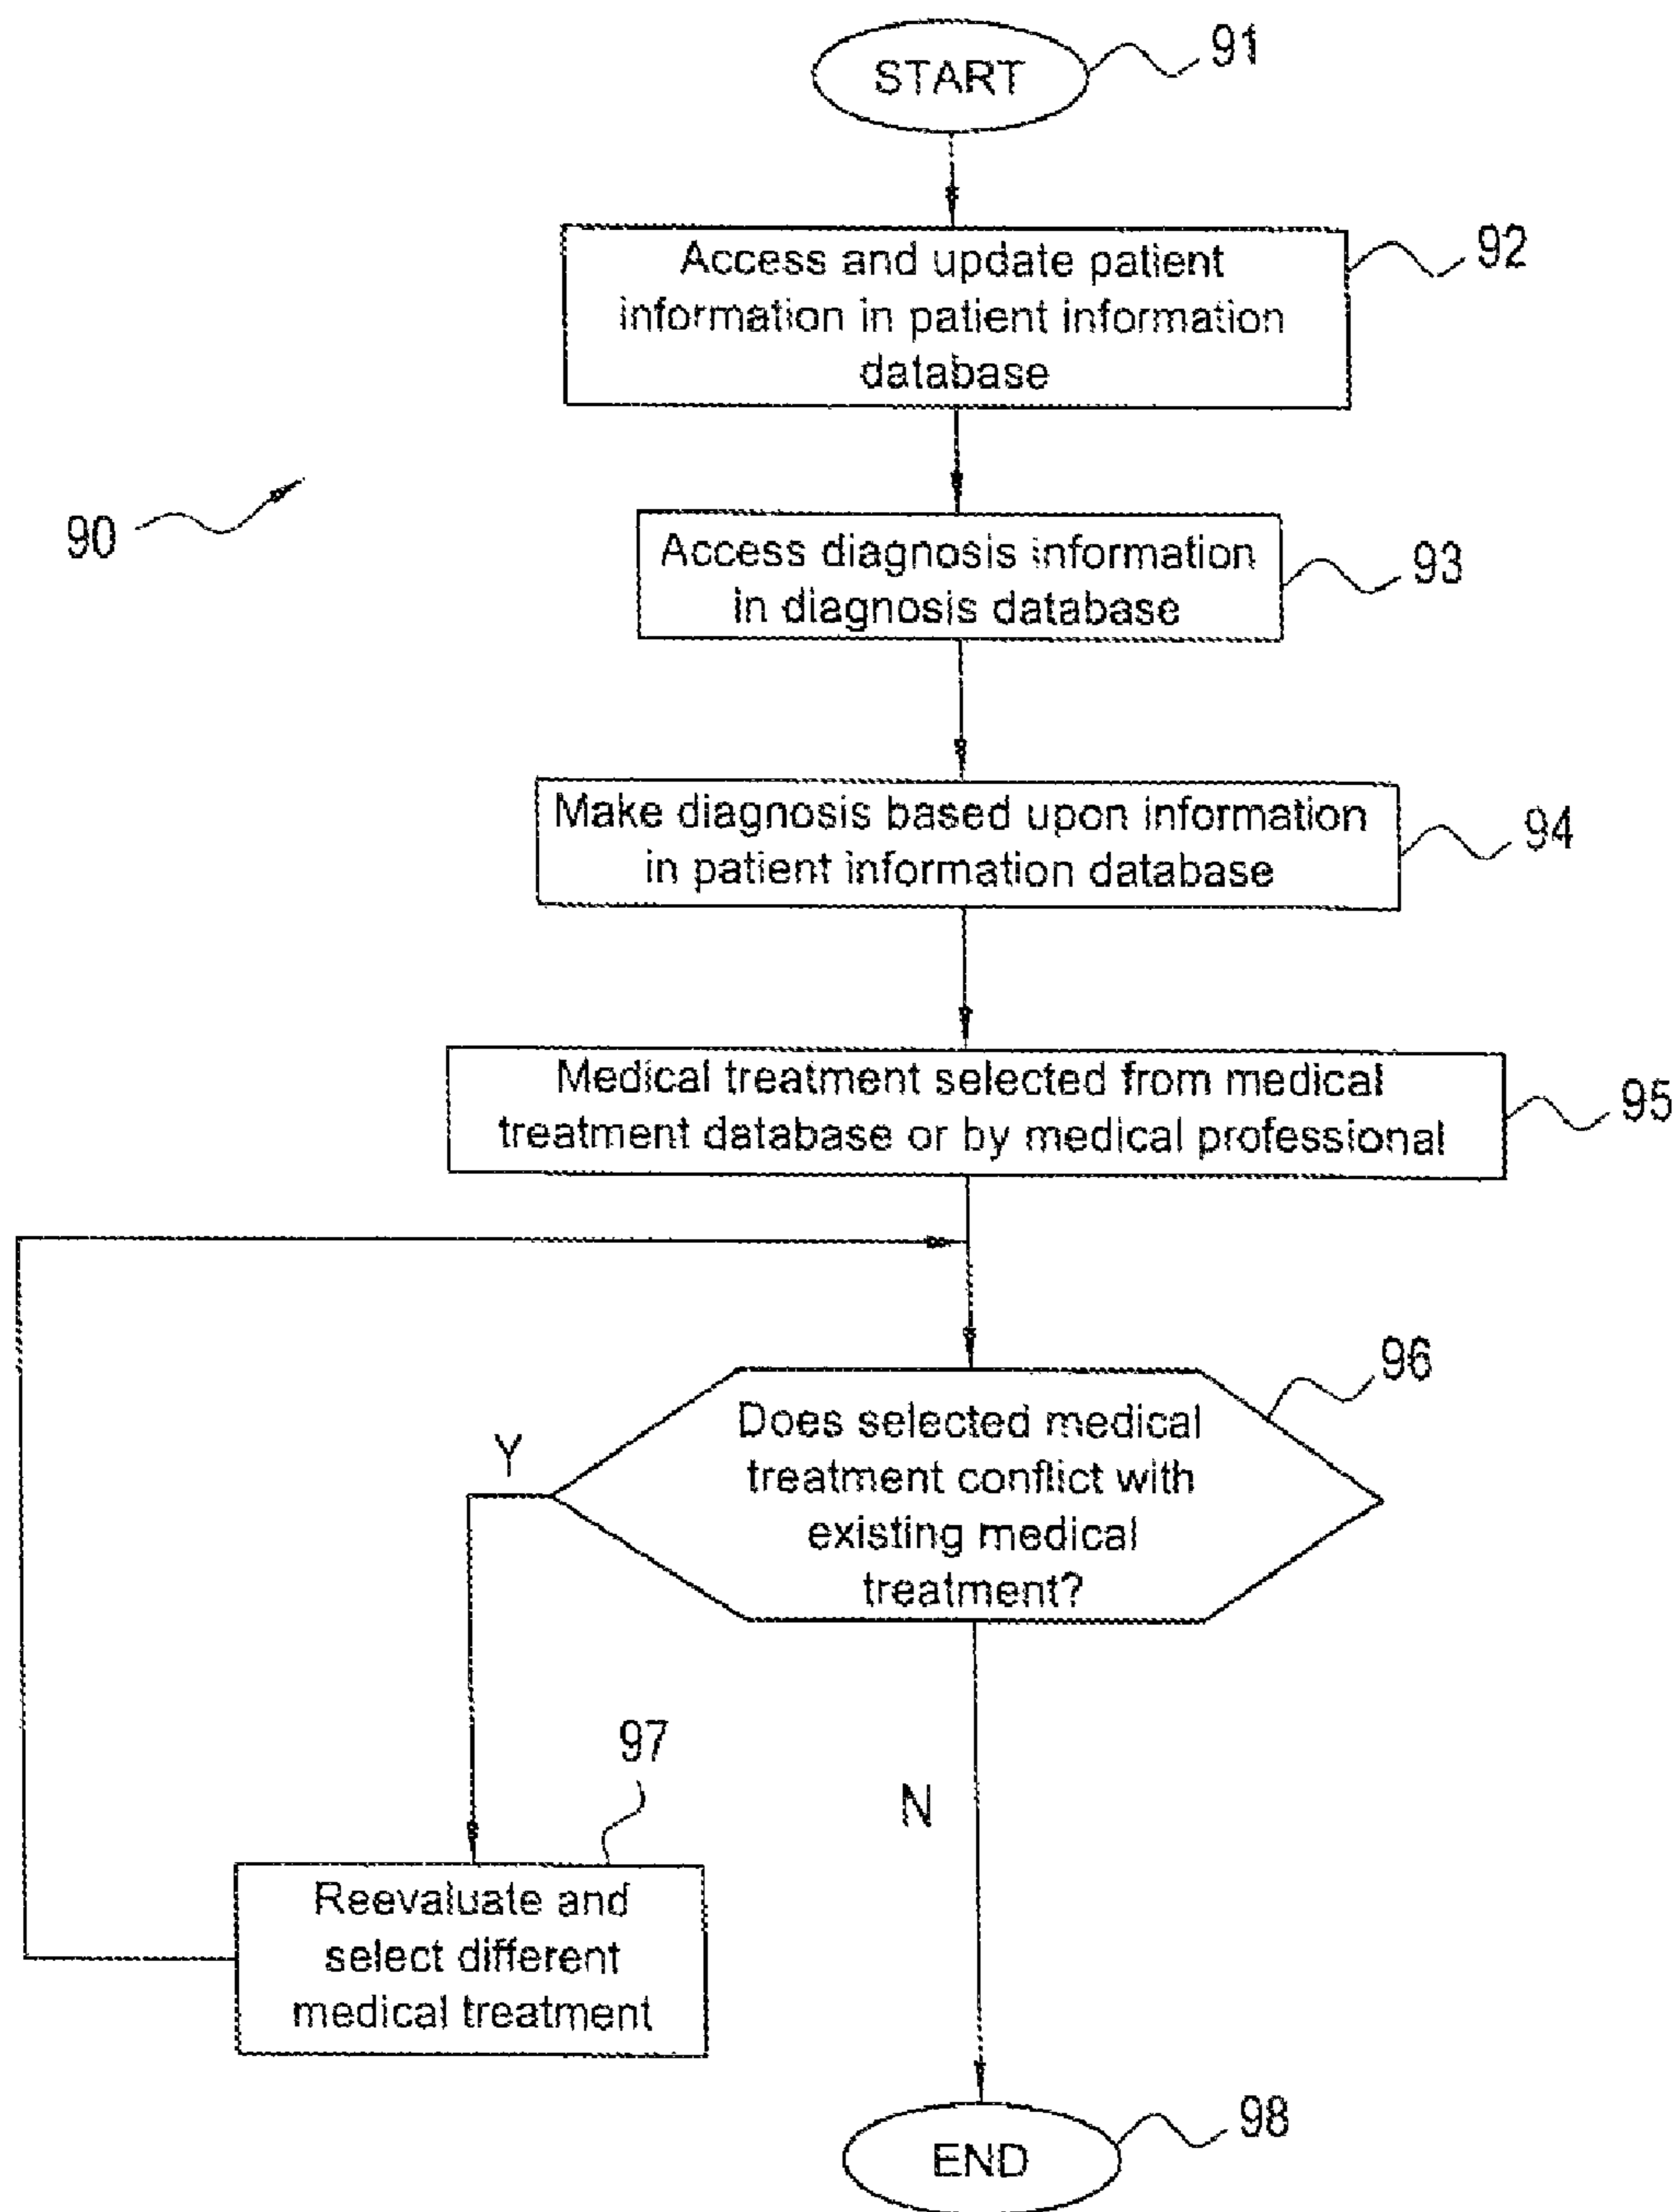 START
91
Access and update patient
information in patient information
database
92
90
Access diagnosis information
in diagnosis database
93
Make diagnosis based upon information
in patient information database
94
Medical treatment selected from medical
treatment database or by medical professional
95
Does selected medical
treatment conflict with
existing medical
treatment?
96
Y
97
N
Reevaluate and
select different
medical treatment
END
98